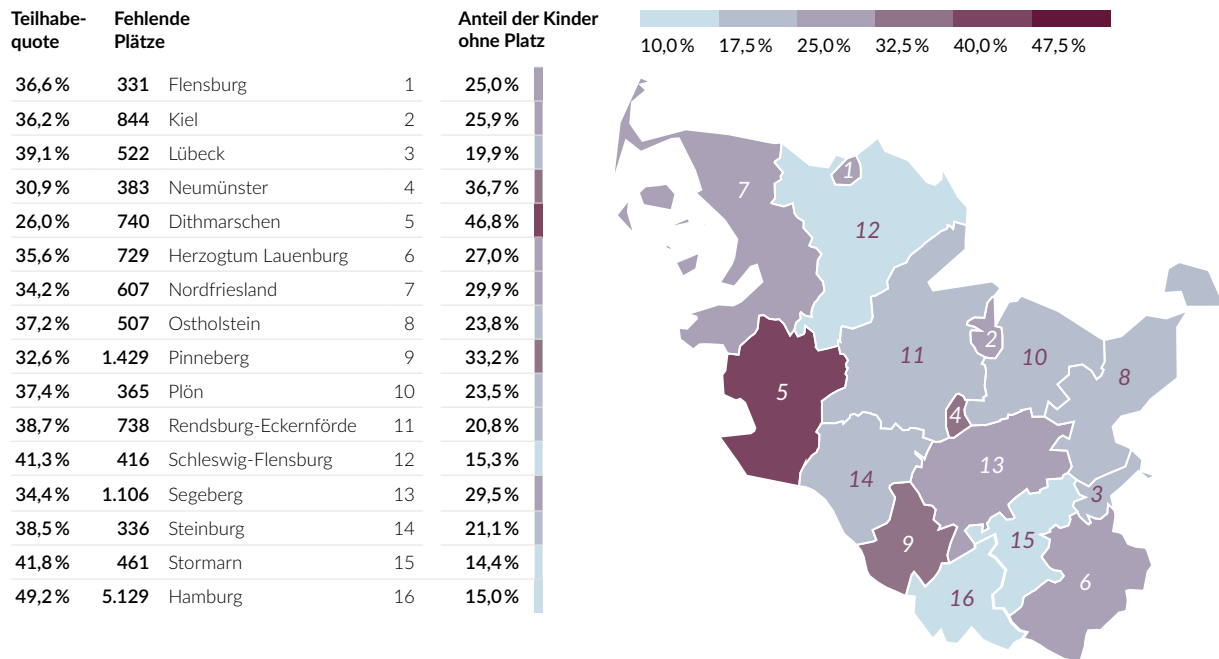 Teilhabe-
quote
Fehlende
Plätze
Anteil der Kinder
ohne Platz
36,6 % 331 Flensburg 1 25,0 %
36,2 % 844 Kiel 2 25,9 %
39,1 % 522 Lübeck 3 19,9 %
30,9 % 383 Neumünster 4 36,7 %
26,0 % 740 Dithmarschen 5 46,8 %
35,6 % 729 Herzogtum Lauenburg 6 27,0 %
34,2 % 607 Nordfriesland 7 29,9 %
37,2 % 507 Ostholstein 8 23,8 %
32,6 % 1.429 Pinneberg 9 33,2 %
37,4 % 365 Plön 10 23,5 %
38,7 % 738 Rendsburg-Eckernförde 11 20,8 %
41,3 % 416 Schleswig-Flensburg 12 15,3 %
34,4 % 1.106 Segeberg 13 29,5 %
38,5 % 336 Steinburg 14 21,1 %
41,8 % 461 Stormarn 15 14,4 %
49,2 % 5.129 Hamburg 16 15,0 %
10,0 % 17,5 % 25,0 % 32,5 % 40,0 % 47,5 %
1
7
12
2
11
10
8
5
4
13
14
3
9
15
6
16